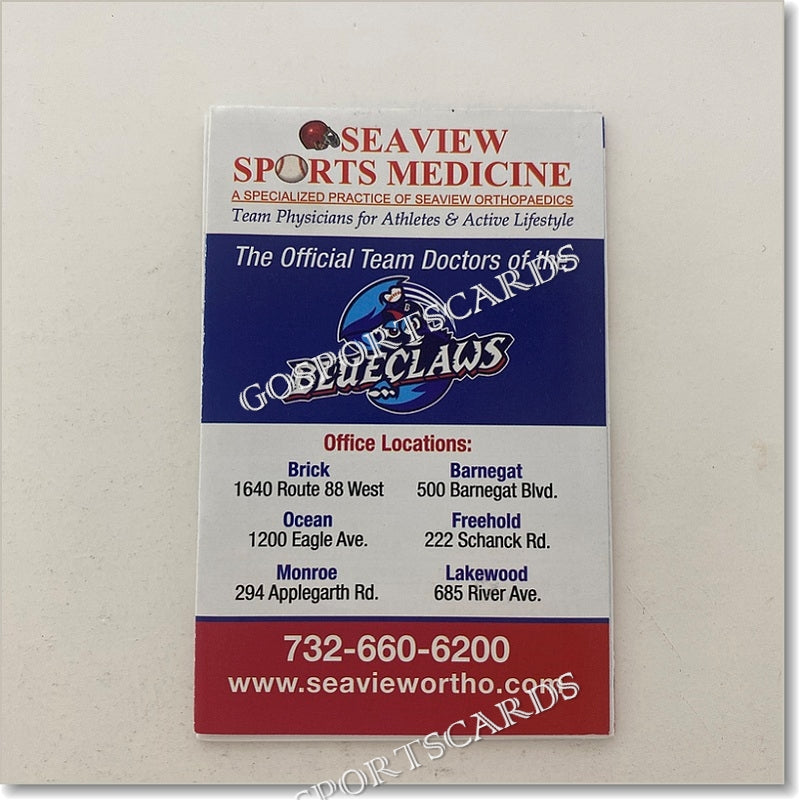 SEAVIEW
SPORTS MEDICINE
A SPECIALIZED PRACTICE OF SEAVIEW ORTHOPAEDICS
Team Physicians for Athletes & Active Lifestyle
The Official Team Doctors of the
BLUECLAWS
GOSPORTSCARDS
Office Locations:
Brick
1640 Route 88 West
Barnegat
500 Barnegat Blvd.
Ocean
1200 Eagle Ave.
Freehold
222 Schanck Rd.
Monroe
294 Applegarth Rd.
Lakewood
685 River Ave.
732-660-6200
www.seaviewortho.com
SPORTSCARDS